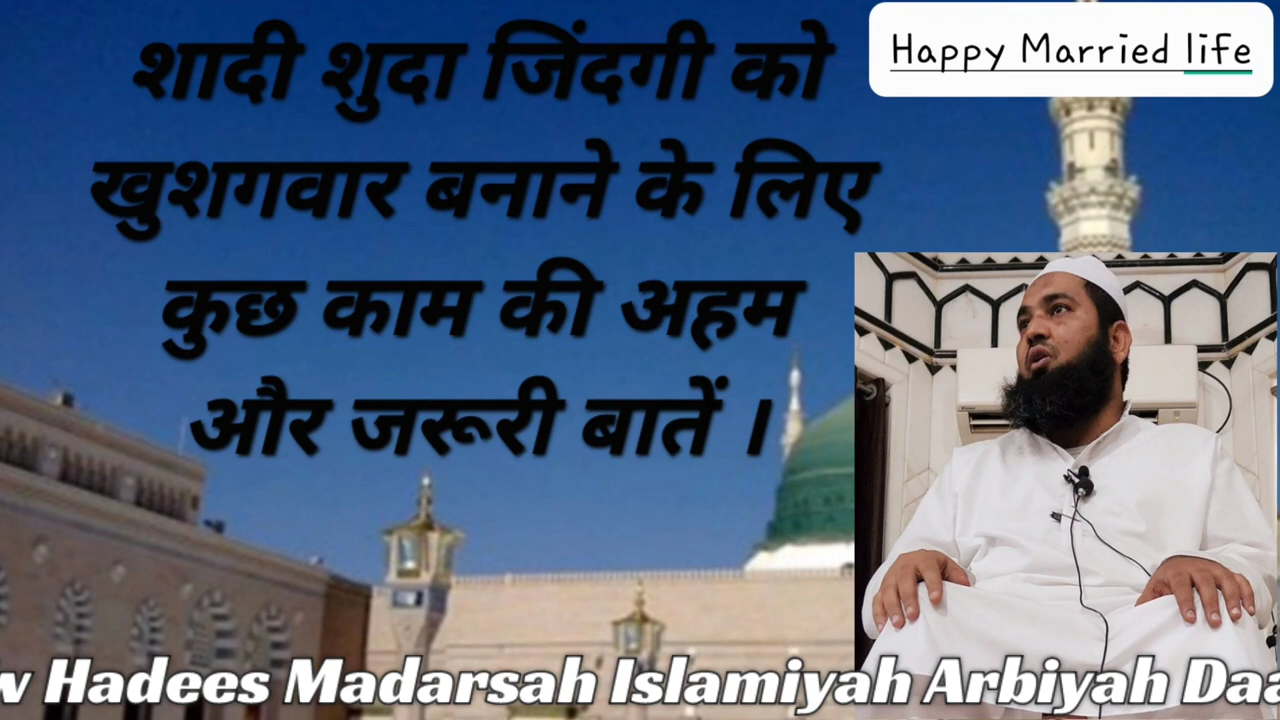 Happy Married life
शादी शुदा जिंदगी को
खुशगवार बनाने के लिए
कुछ काम की अहम
और जरूरी बातें ।
Hadees Madarsah Islamiyah Arbiyah